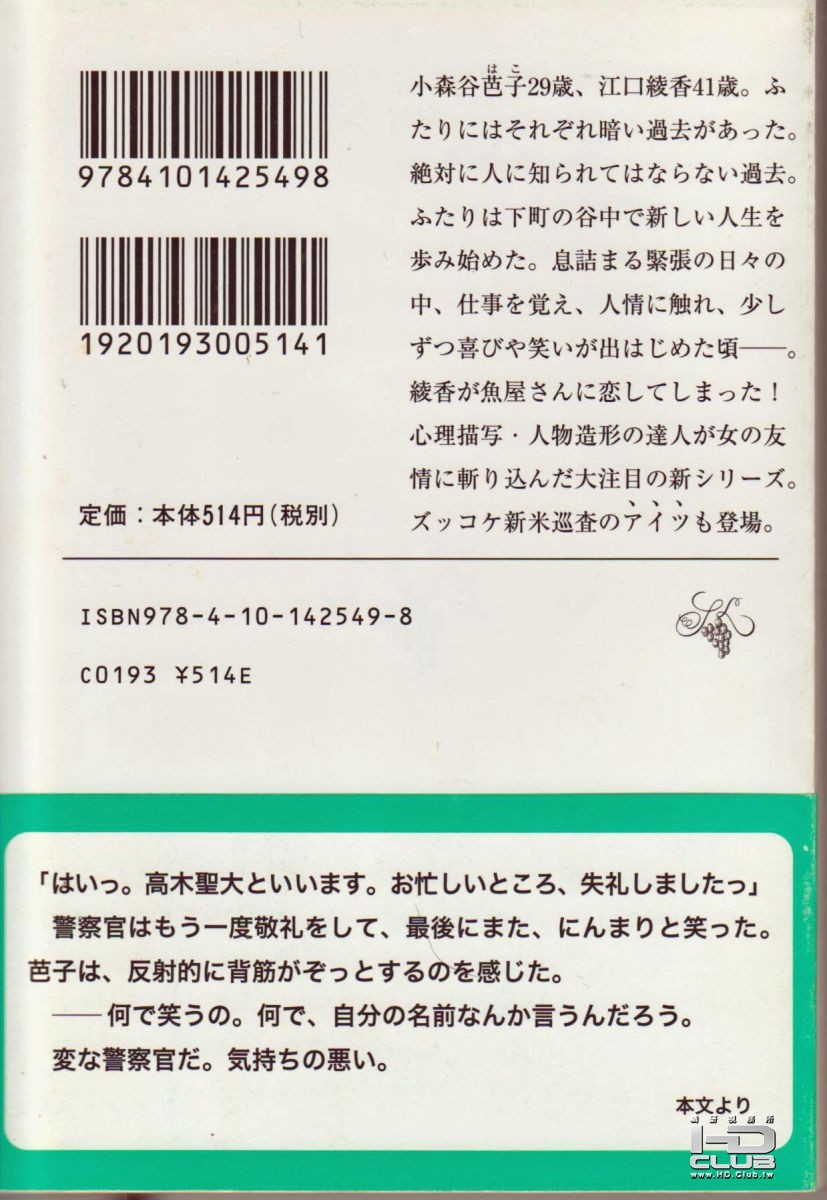 9784101425498
1920193005141
定価：本体514円（税別）
はこ
小森谷芭子29歳、江口綾香41歳。ふ
たりにはそれぞれ暗い過去があった。
絶対に人に知られてはならない過去。
ふたりは下町の谷中で新しい人生を
歩み始めた。息詰まる緊張の日々の
中、仕事を覚え、人情に触れ、少し
ずつ喜びや笑いが出はじめた頃――。
綾香が魚屋さんに恋してしまった！
心理描写・人物造形の達人が女の友
情に斬り込んだ大注目の新シリーズ。
ズッコケ新米巡査のアイツも登場。
ISBN978-4-10-142549-8
C0193 ¥514E
「はいっ。高木聖大といいます。お忙しいところ、失礼しましたっ」
警察官はもう一度敬礼をして、最後にまた、にんまりと笑った。
芭子は、反射的に背筋がぞっとするのを感じた。
――何で笑うの。何で、自分の名前なんか言うんだろう。
変な警察官だ。気持ちの悪い。
本文より
HD
CLUB
www.HD.Club.tw